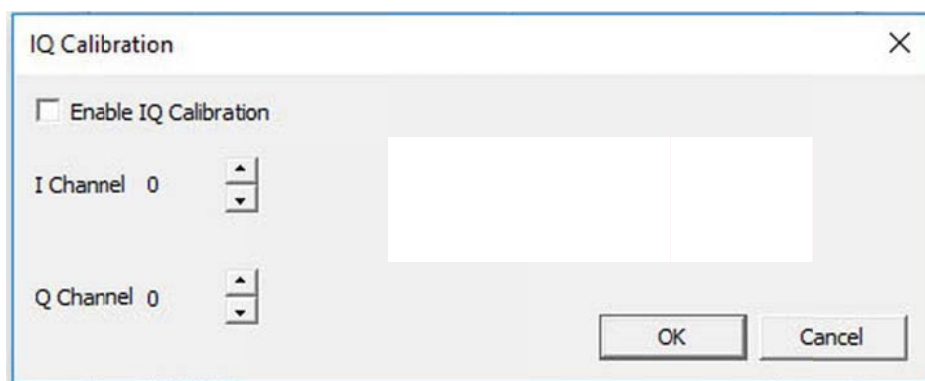 IQ Calibration
Enable IQ Calibration
I Channel 0
Q Channel 0
OK Cancel